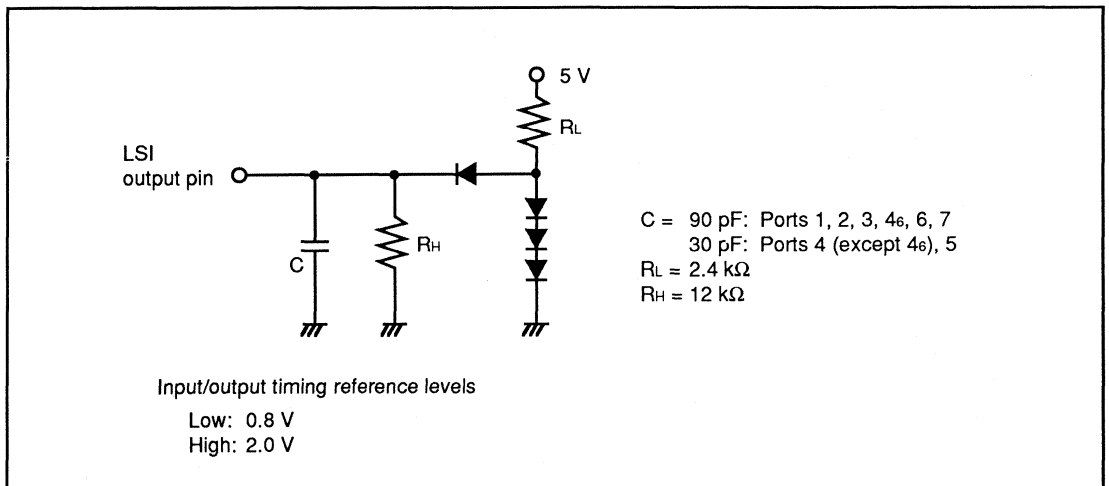 5 V
RL
LSI
output pin
C
RH
C = 90 pF: Ports 1, 2, 3, 46, 6, 7
30 pF: Ports 4 (except 46), 5
RL = 2.4 kΩ
RH = 12 kΩ
Input/output timing reference levels
Low: 0.8 V
High: 2.0 V